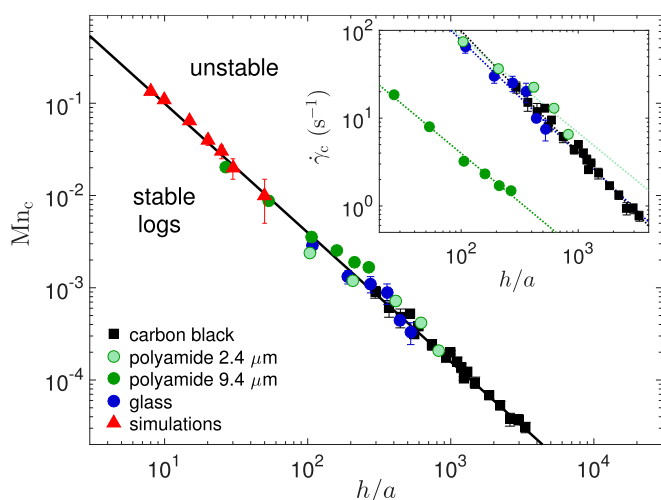 unstable
stable
logs
Mn_c
10^{-1}
10^{-2}
10^{-3}
10^{-4}
carbon black
polyamide 2.4 μm
polyamide 9.4 μm
glass
simulations
10^1
10^2
10^3
10^4
h/a
γ̇_c (s^{-1})
10^2
10^1
10^0
10^2
10^3
h/a